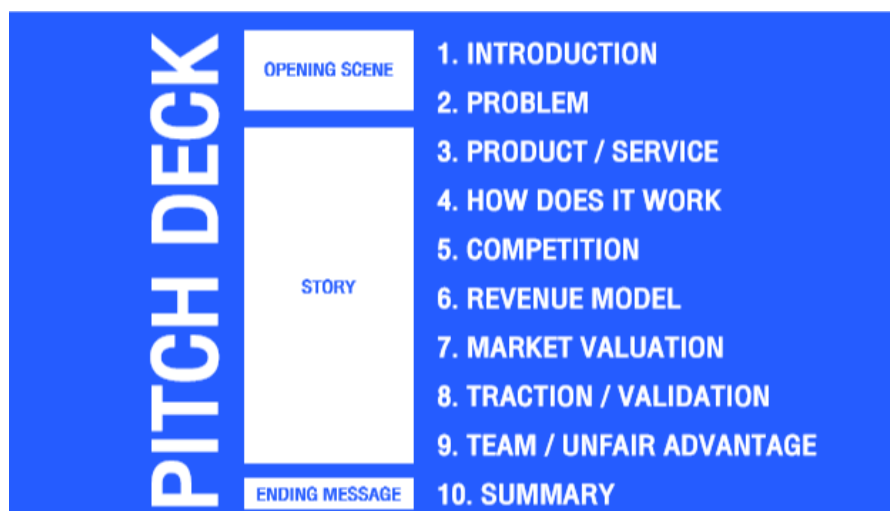 PITCH DECK
OPENING SCENE
1. INTRODUCTION
2. PROBLEM
STORY
3. PRODUCT / SERVICE
4. HOW DOES IT WORK
5. COMPETITION
6. REVENUE MODEL
7. MARKET VALUATION
8. TRACTION / VALIDATION
9. TEAM / UNFAIR ADVANTAGE
ENDING MESSAGE
10. SUMMARY